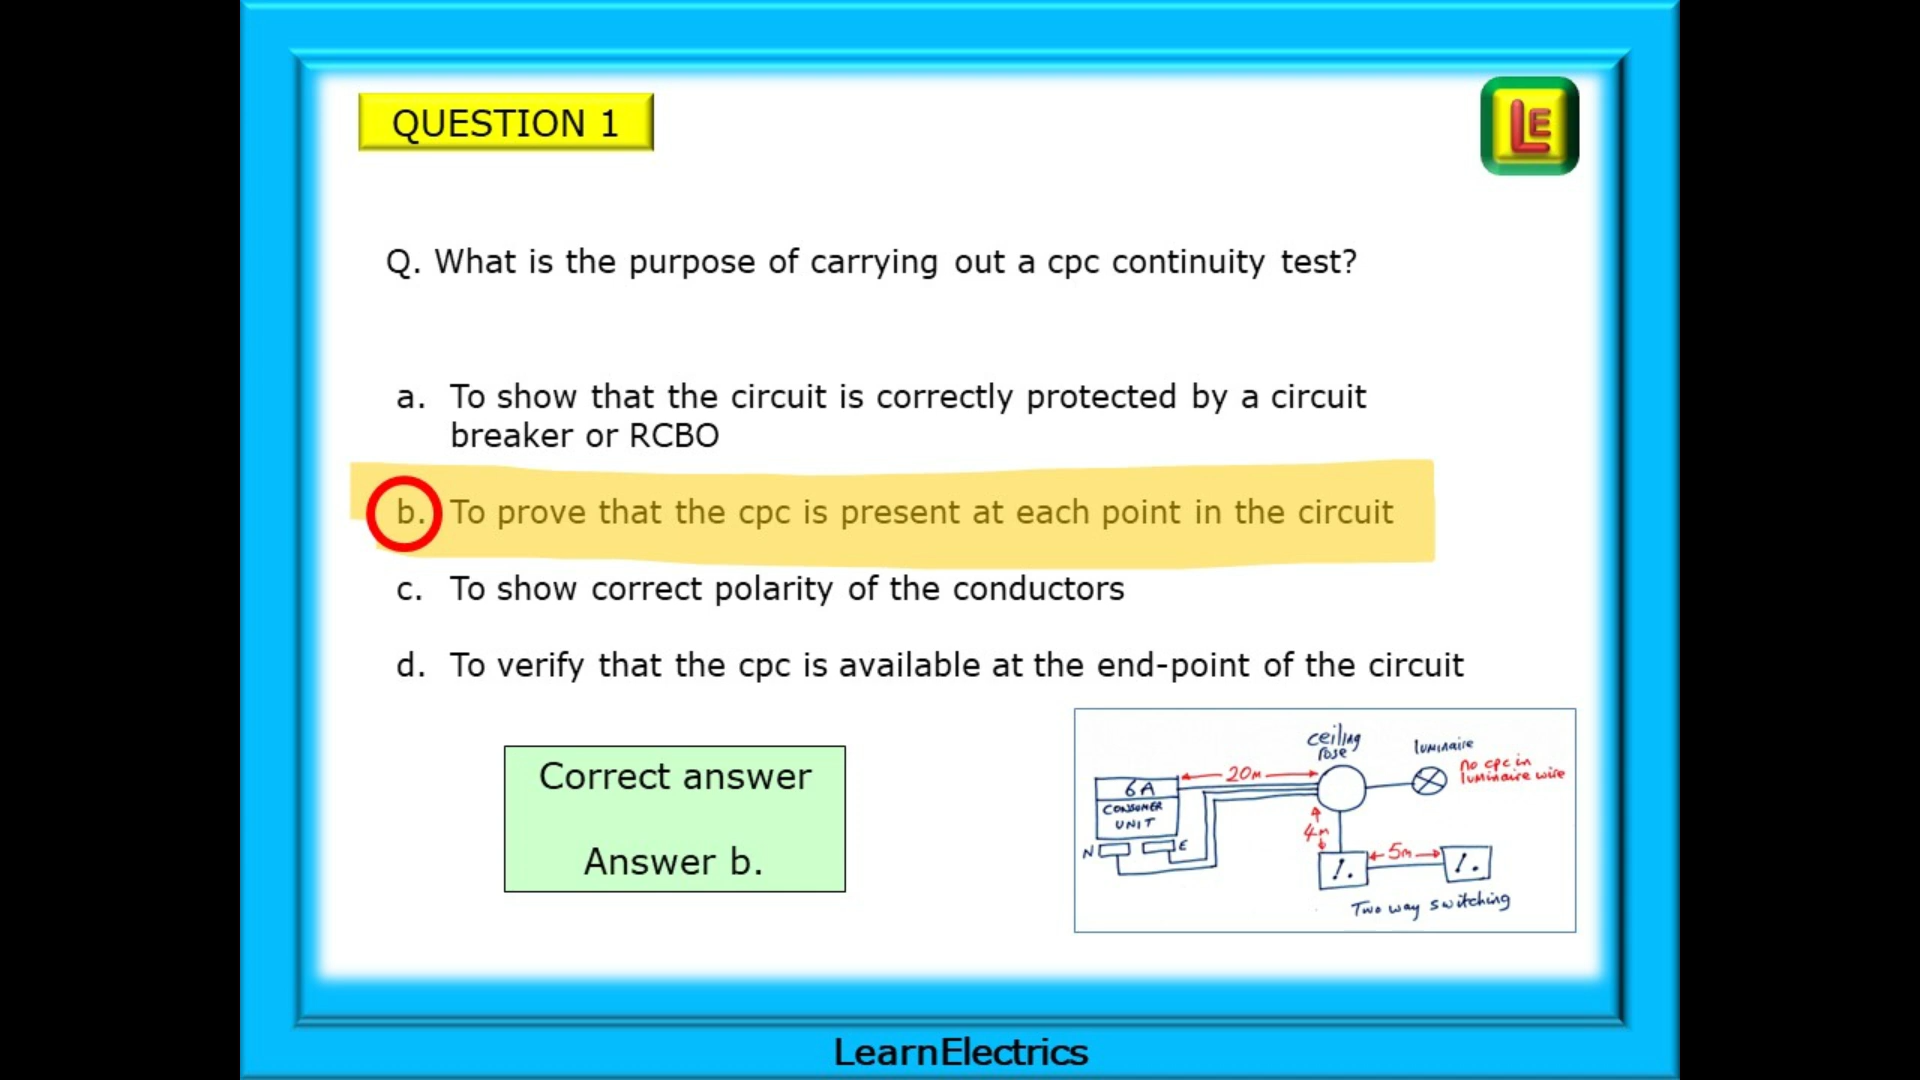 QUESTION 1
LE
Q. What is the purpose of carrying out a cpc continuity test?
a. To show that the circuit is correctly protected by a circuit
breaker or RCBO
b. To prove that the cpc is present at each point in the circuit
c. To show correct polarity of the conductors
d. To verify that the cpc is available at the end-point of the circuit
Correct answer
Answer b.
ceiling
rose
luminaire
no cpc in
luminaire wire
20m
6A
CONSUMER
UNIT
N
E
4m
5m
Two way switching
LearnElectrics